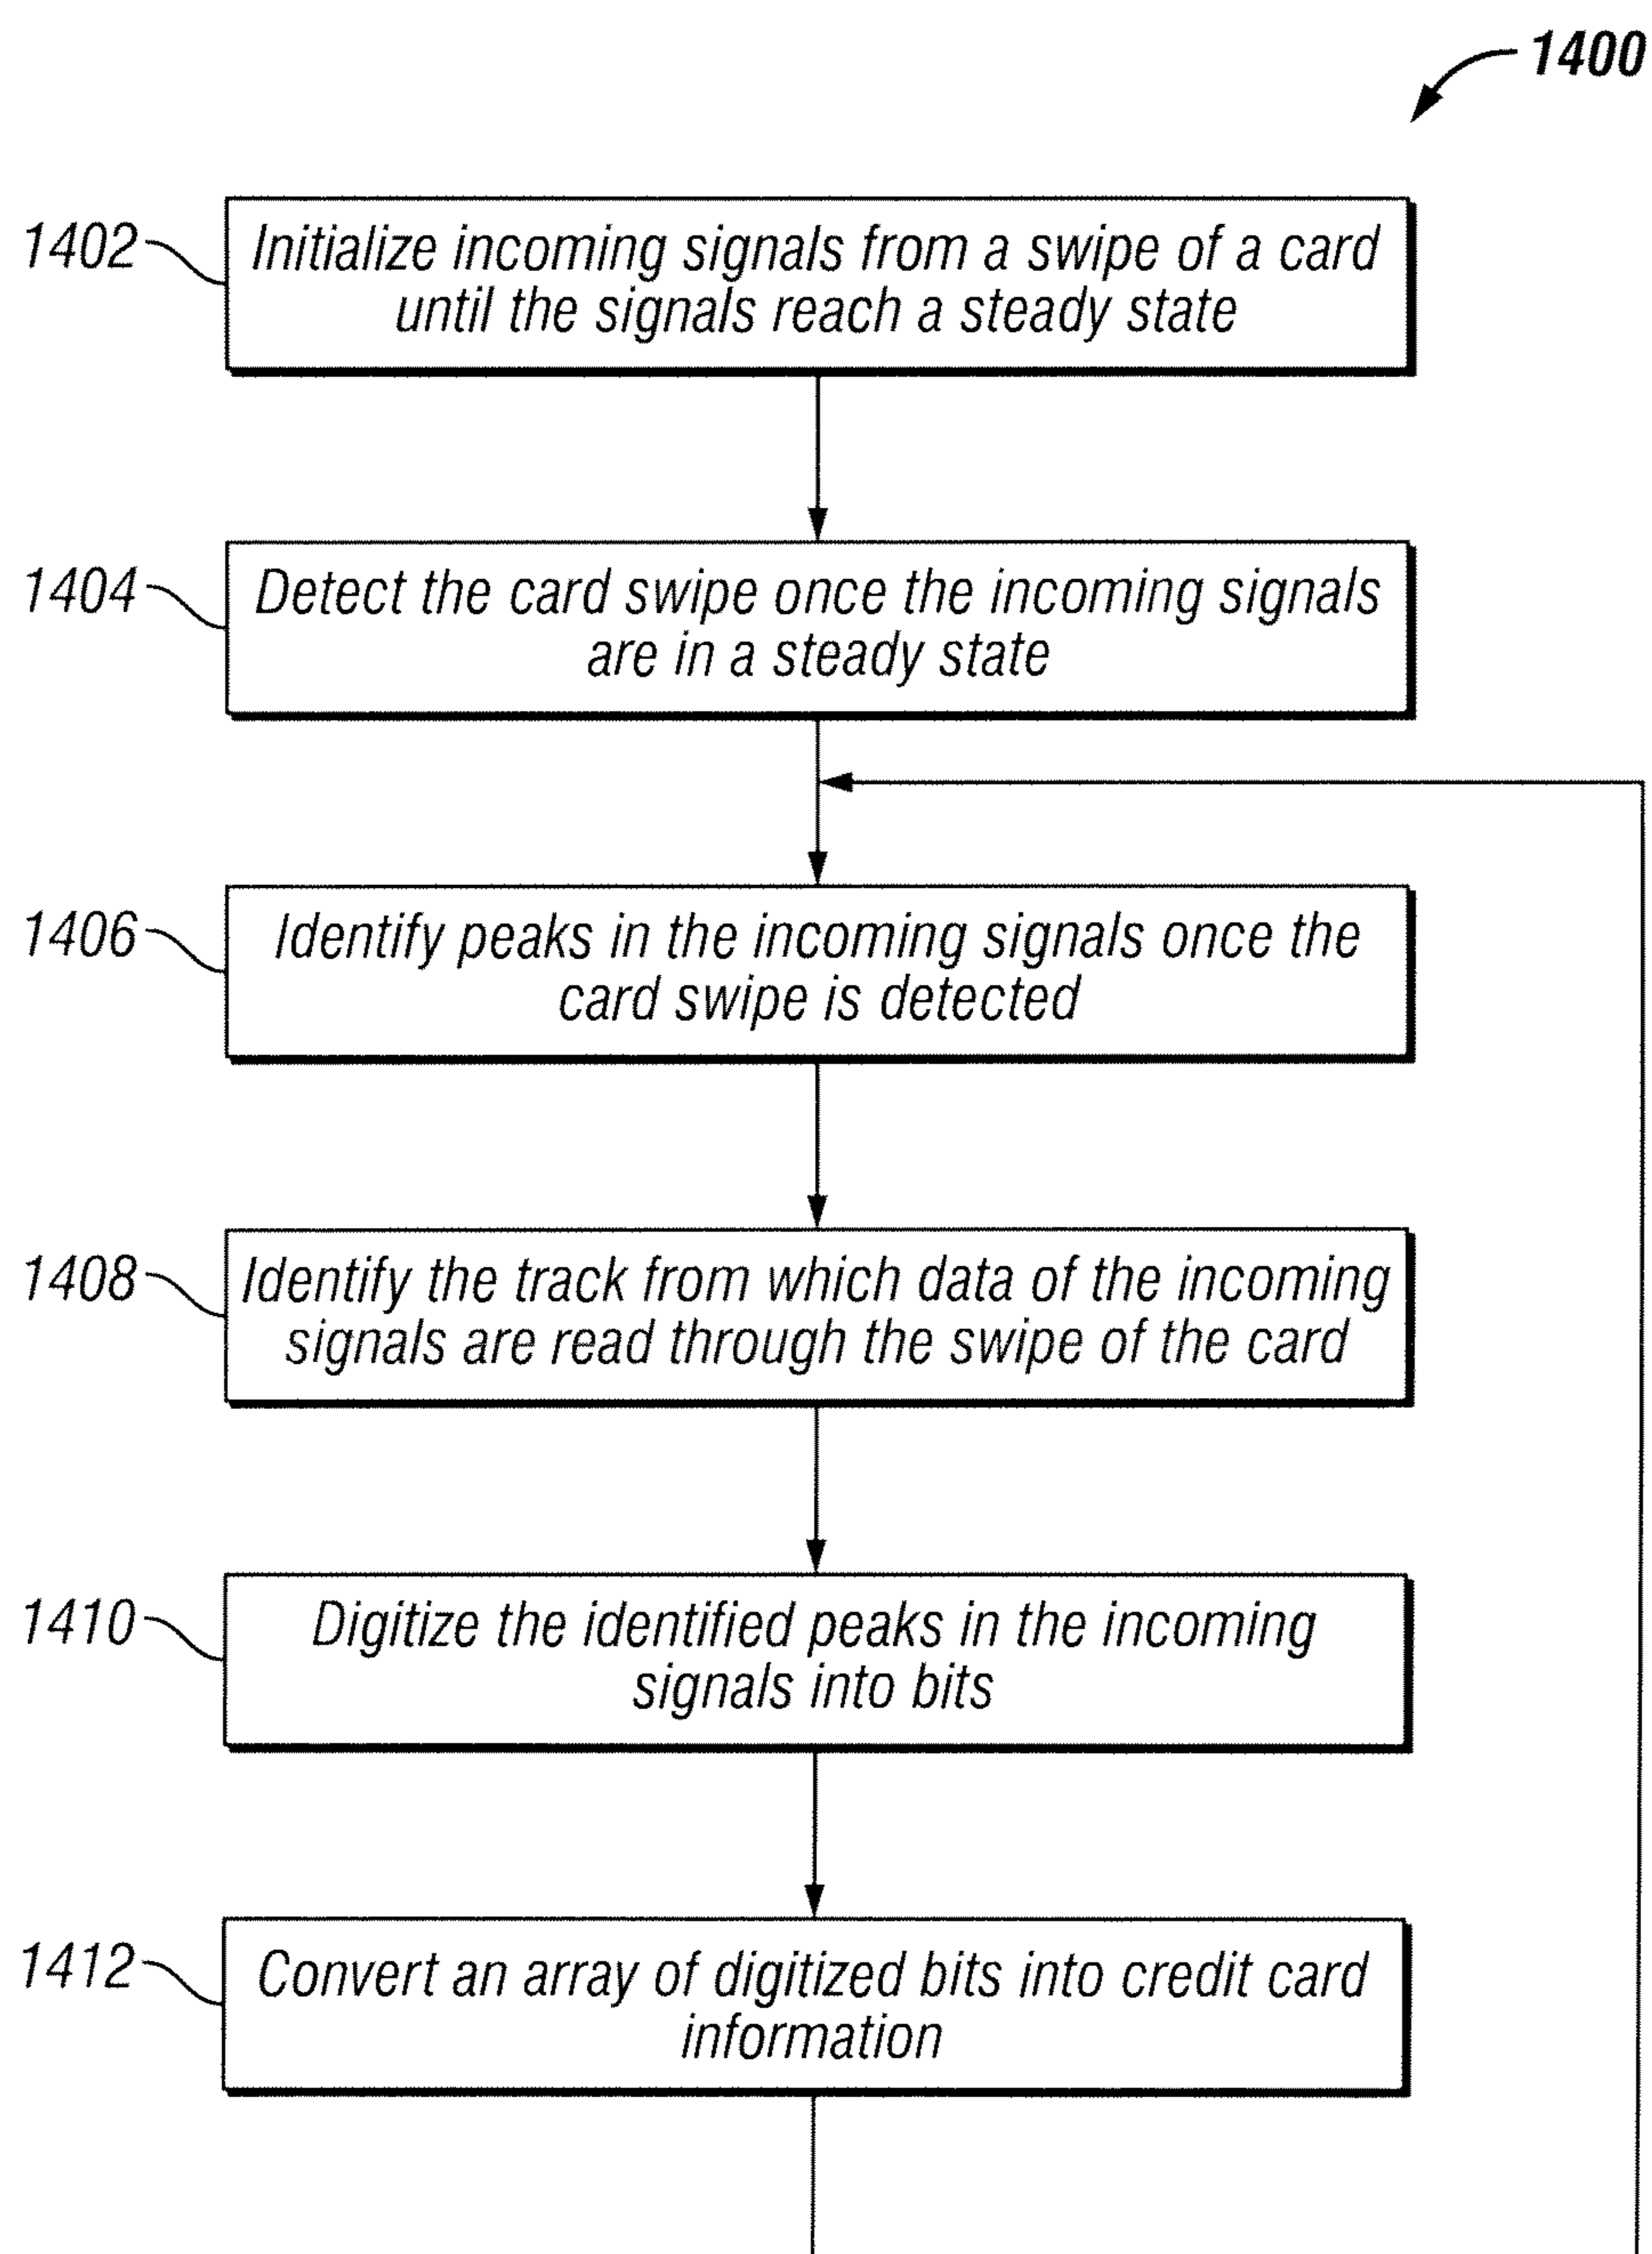 1400
1402
Initialize incoming signals from a swipe of a card
until the signals reach a steady state
1404
Detect the card swipe once the incoming signals
are in a steady state
1406
Identify peaks in the incoming signals once the
card swipe is detected
1408
Identify the track from which data of the incoming
signals are read through the swipe of the card
1410
Digitize the identified peaks in the incoming
signals into bits
1412
Convert an array of digitized bits into credit card
information